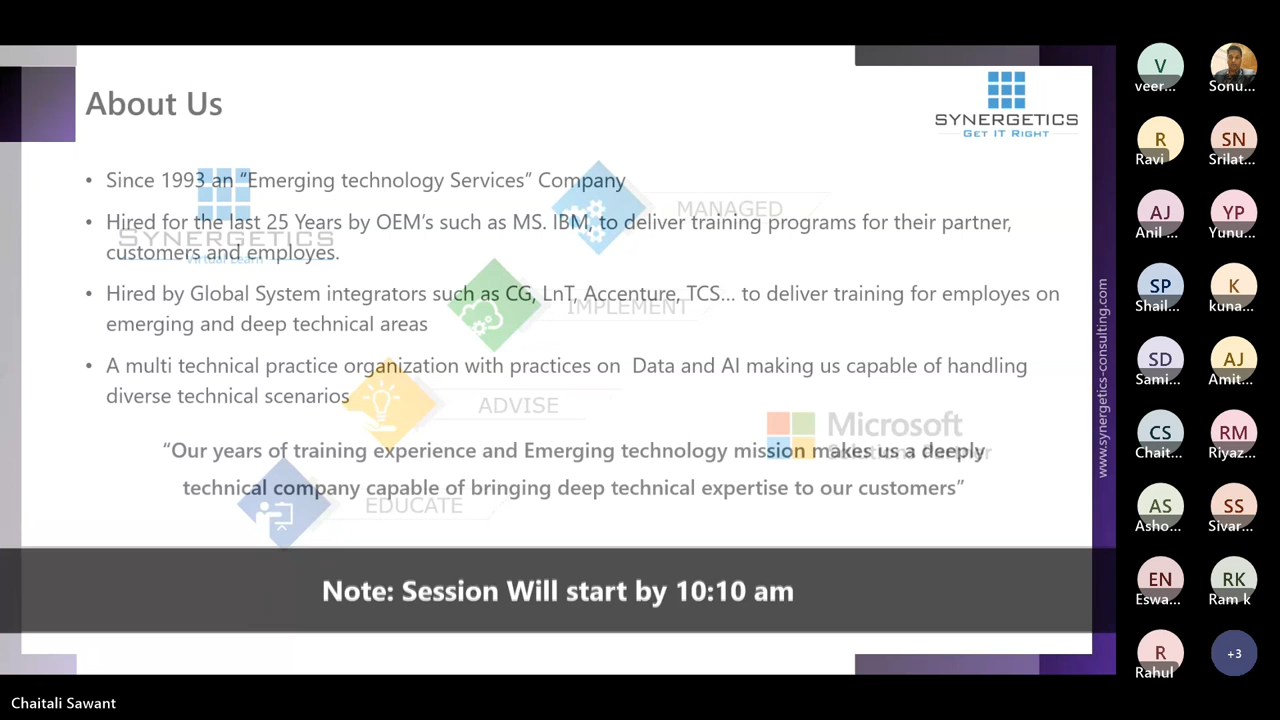 About Us
SYNERGETICS
GET IT RIGHT
• Since 1993 an “Emerging technology Services” Company
• Hired for the last 25 Years by OEM’s such as MS. IBM, to deliver training programs for their partner,
customers and employes.
• Hired by Global System integrators such as CG, LnT, Accenture, TCS... to deliver training for employes on
emerging and deep technical areas
• A multi technical practice organization with practices on Data and AI making us capable of handling
diverse technical scenarios
“Our years of training experience and Emerging technology mission makes us a deeply
technical company capable of bringing deep technical expertise to our customers”
SYNERGETICS
Virtual Learn
MANAGED
IMPLEMENT
ADVISE
EDUCATE
Microsoft
Solutions Partner
www.synergetics-consulting.com
Note: Session Will start by 10:10 am
Chaitali Sawant
V
veer...
Sonu...
R
Ravi
SN
Srilat...
AJ
Anil ...
YP
Yunu...
SP
Shail...
K
kuna...
SD
Sami...
AJ
Amit...
CS
Chait...
RM
Riyaz...
AS
Asho...
SS
Sivar...
EN
Eswa...
RK
Ram k
R
Rahul
+3